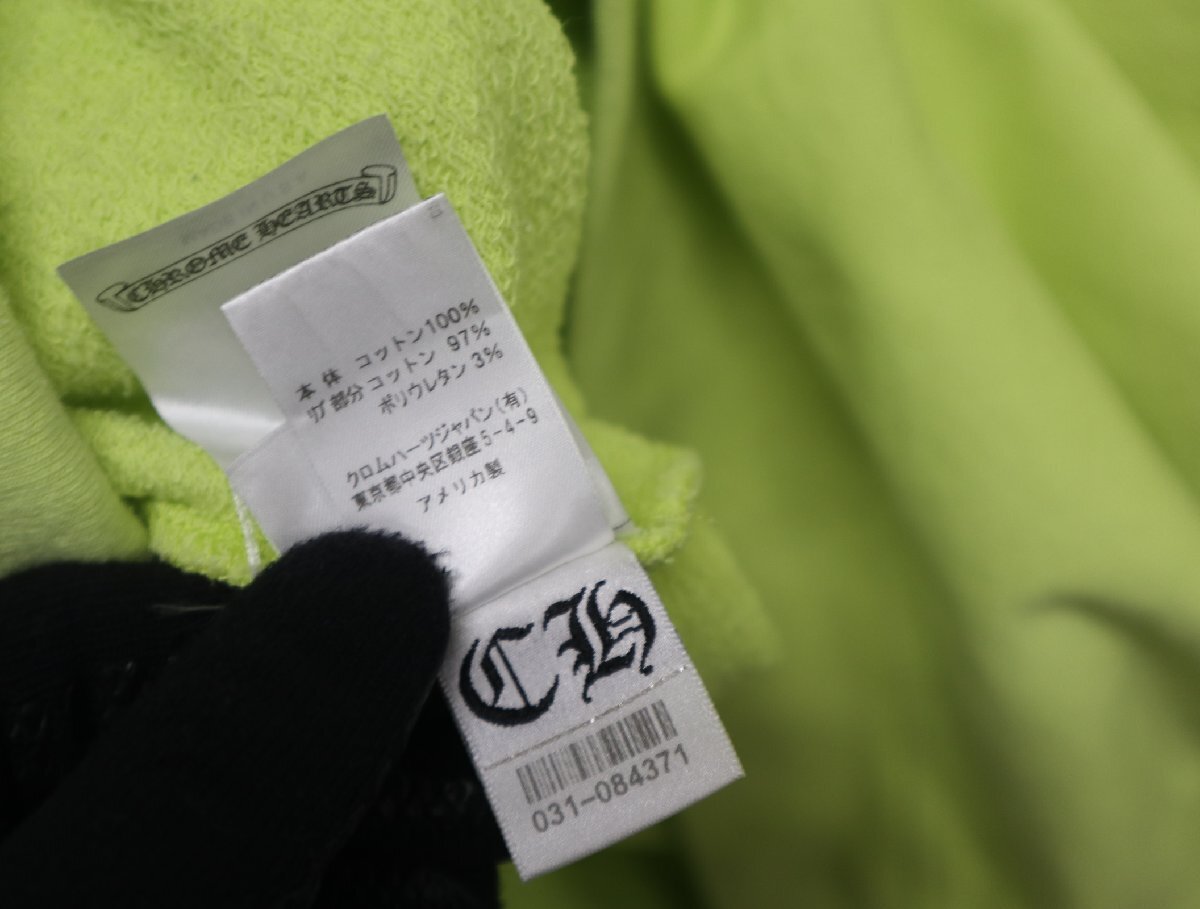 CHROME HEARTS
本体 コットン100%
リブ部分 コットン 97%
ポリウレタン 3%
クロムハーツジャパン(有)
東京都中央区銀座5-4-9
アメリカ製
CH
031-084371